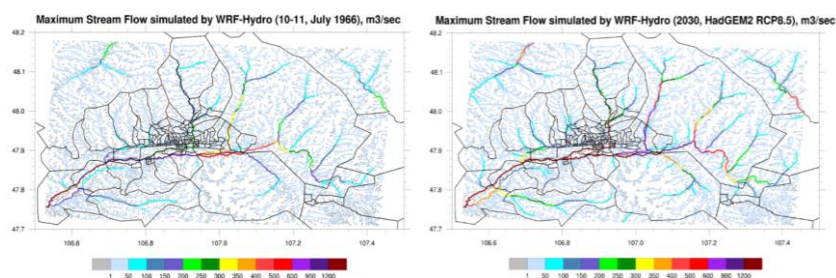 Maximum Stream Flow simulated by WRF-Hydro (10-11, July 1966), m3/sec
48.2
48.1
48.0
47.9
47.8
47.7
106.6 106.8 107.0 107.2 107.4
1 50 100 150 200 250 300 350 400 500 600 900 1200
Maximum Stream Flow simulated by WRF-Hydro (2030, HadGEM2 RCP8.5), m3/sec
48.2
48.1
48.0
47.9
47.8
47.7
106.6 106.8 107.0 107.2 107.4
1 50 100 150 200 250 300 350 400 500 600 900 1200